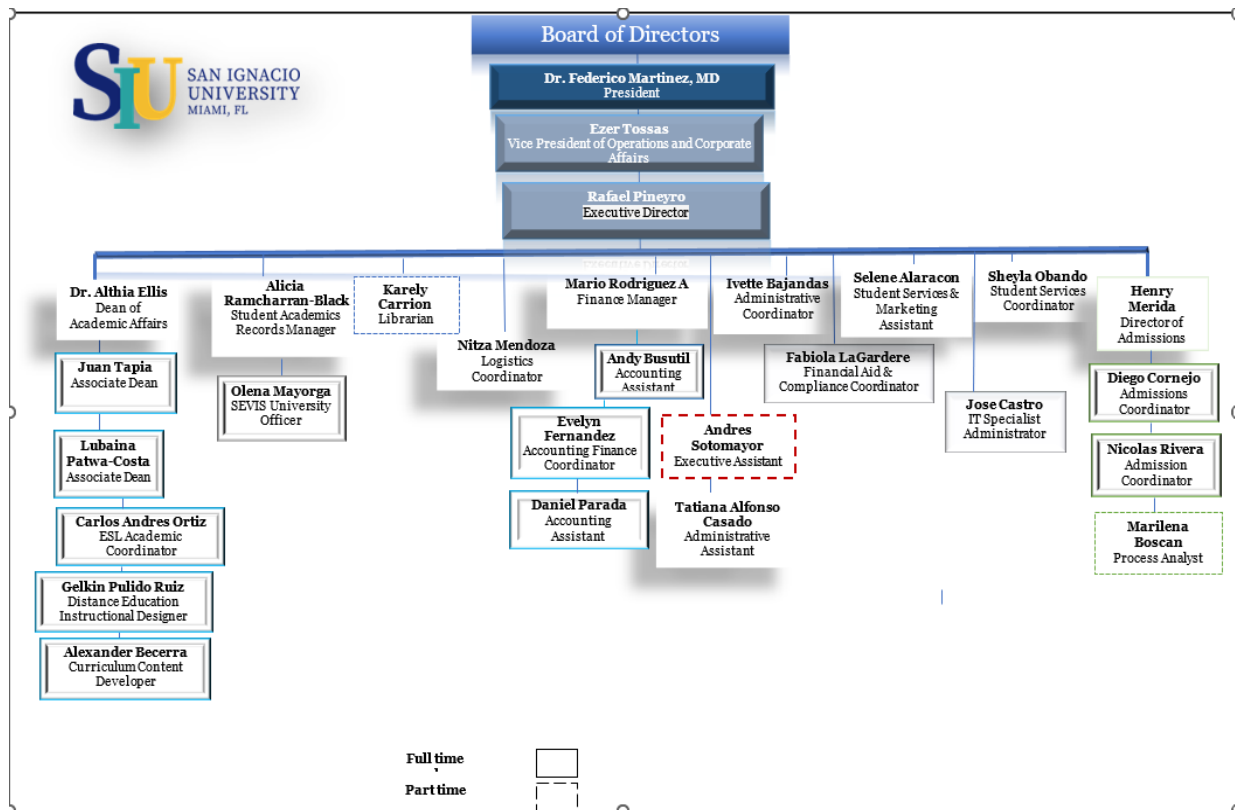 Board of Directors
SIU
SAN IGNACIO
UNIVERSITY
MIAMI, FL
Dr. Federico Martinez, MD
President
Ezer Tossas
Vice President of Operations and Corporate
Affairs
Rafael Pineyro
Executive Director
Dr. Althia Ellis
Dean of
Academic Affairs
Juan Tapia
Associate Dean
Lubaina
Patwa-Costa
Associate Dean
Carlos Andres Ortiz
ESL Academic
Coordinator
Gelkin Pulido Ruiz
Distance Education
Instructional Designer
Alexander Becerra
Curriculum Content
Developer
Alicia
Ramcharran-Black
Student Academics
Records Manager
Olena Mayorga
SEVIS University
Officer
Karely
Carrion
Librarian
Nitza Mendoza
Logistics
Coordinator
Mario Rodriguez A
Finance Manager
Andy Busutil
Accounting
Assistant
Evelyn
Fernandez
Accounting Finance
Coordinator
Daniel Parada
Accounting
Assistant
Andres
Sotomayor
Executive Assistant
Tatiana Alfonso
Casado
Administrative
Assistant
Ivette Bajandas
Administrative
Coordinator
Fabiola LaGardere
Financial Aid &
Compliance Coordinator
Selene Alaracon
Student Services &
Marketing
Assistant
Sheyla Obando
Student Services
Coordinator
Jose Castro
IT Specialist
Administrator
Henry
Merida
Director of
Admissions
Diego Cornejo
Admissions
Coordinator
Nicolas Rivera
Admission
Coordinator
Marilena
Boscan
Process Analyst
Full time
Part time